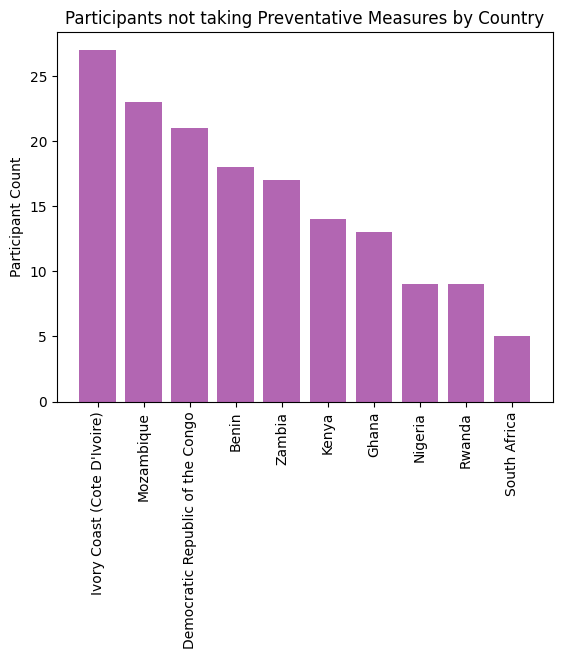 Participants not taking Preventative Measures by Country
Participant Count
25
20
15
10
5
0
Ivory Coast (Cote D'Ivoire)
Mozambique
Democratic Republic of the Congo
Benin
Zambia
Kenya
Ghana
Nigeria
Rwanda
South Africa